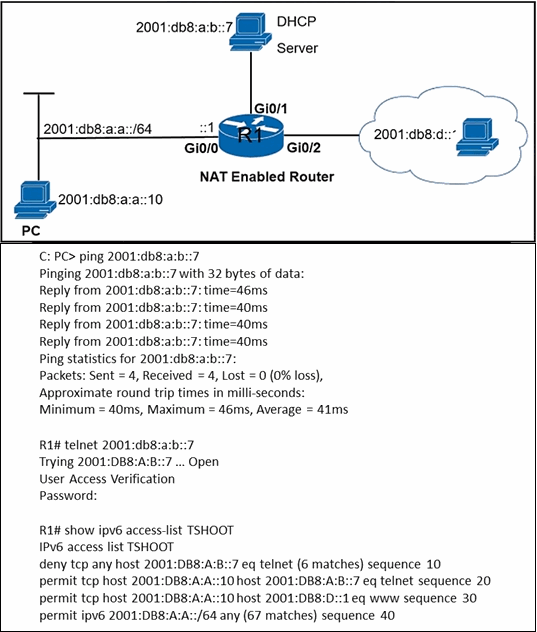 2001:db8:a:b::7
DHCP
Server
Gi0/1
2001:db8:a:a::/64
::1
R1
2001:db8:d::1
Gi0/0
Gi0/2
NAT Enabled Router
2001:db8:a:a::10
PC
C: PC> ping 2001:db8:a:b::7
Pinging 2001:db8:a:b::7 with 32 bytes of data:
Reply from 2001:db8:a:b::7: time=46ms
Reply from 2001:db8:a:b::7: time=40ms
Reply from 2001:db8:a:b::7: time=40ms
Reply from 2001:db8:a:b::7: time=40ms
Ping statistics for 2001:db8:a:b::7:
Packets: Sent = 4, Received = 4, Lost = 0 (0% loss),
Approximate round trip times in milli-seconds:
Minimum = 40ms, Maximum = 46ms, Average = 41ms
R1# telnet 2001:db8:a:b::7
Trying 2001:DB8:A:B::7 ... Open
User Access Verification
Password:
R1# show ipv6 access-list TSHOOT
IPv6 access list TSHOOT
deny tcp any host 2001:DB8:A:B::7 eq telnet (6 matches) sequence 10
permit tcp host 2001:DB8:A:A::10 host 2001:DB8:A:B::7 eq telnet sequence 20
permit tcp host 2001:DB8:A:A::10 host 2001:DB8:D::1 eq www sequence 30
permit ipv6 2001:DB8:A:A::/64 any (67 matches) sequence 40